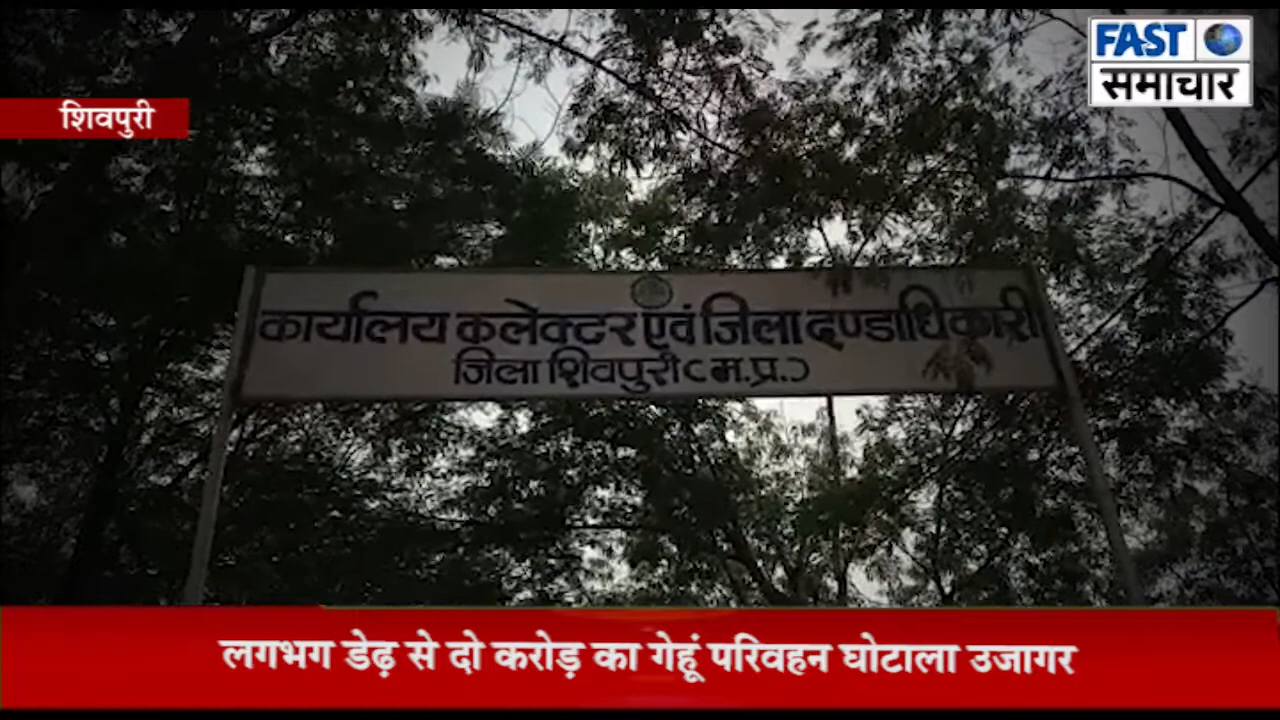 FAST
समाचार
शिवपुरी
कार्यालय कलेक्टर एवं जिला दण्डाधिकारी
जिला शिवपुरी (म.प्र.)
लगभग डेढ़ से दो करोड़ का गेहूं परिवहन घोटाला उजागर